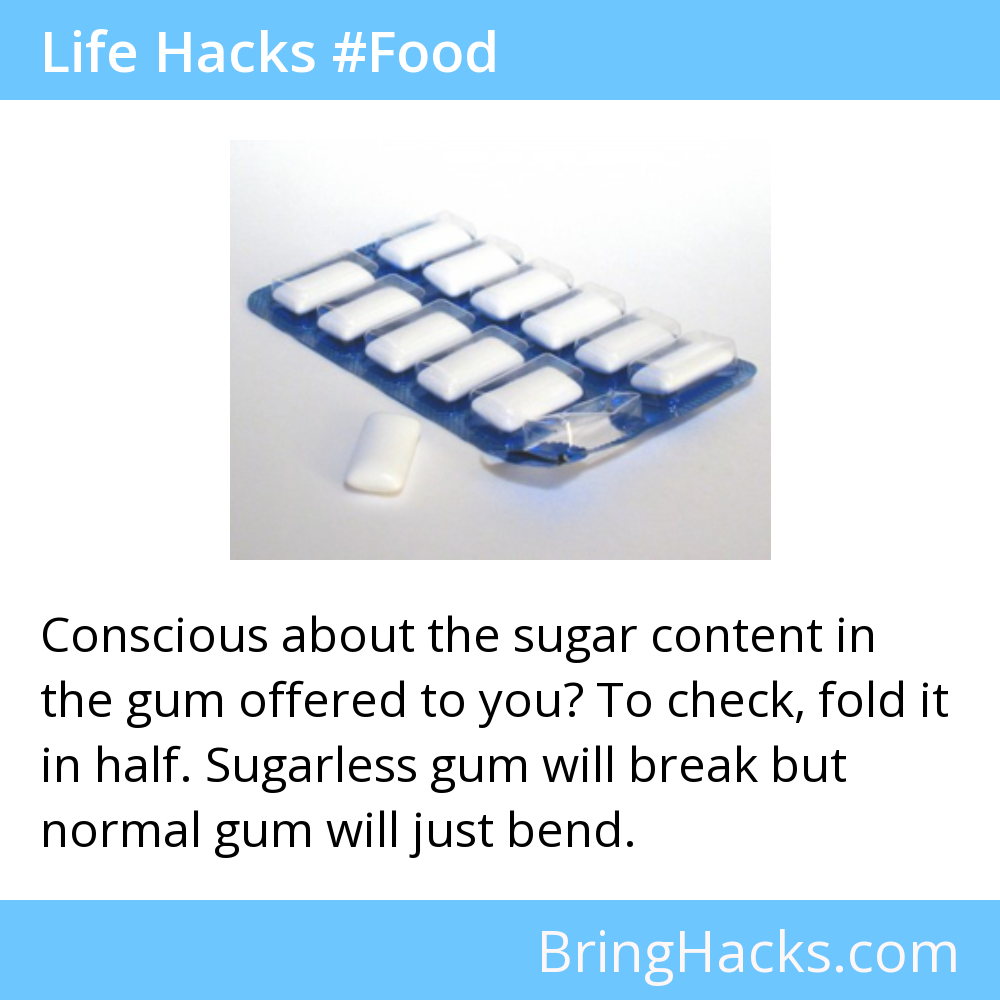 Life Hacks #Food
Conscious about the sugar content in
the gum offered to you? To check, fold it
in half. Sugarless gum will break but
normal gum will just bend.
BringHacks.com